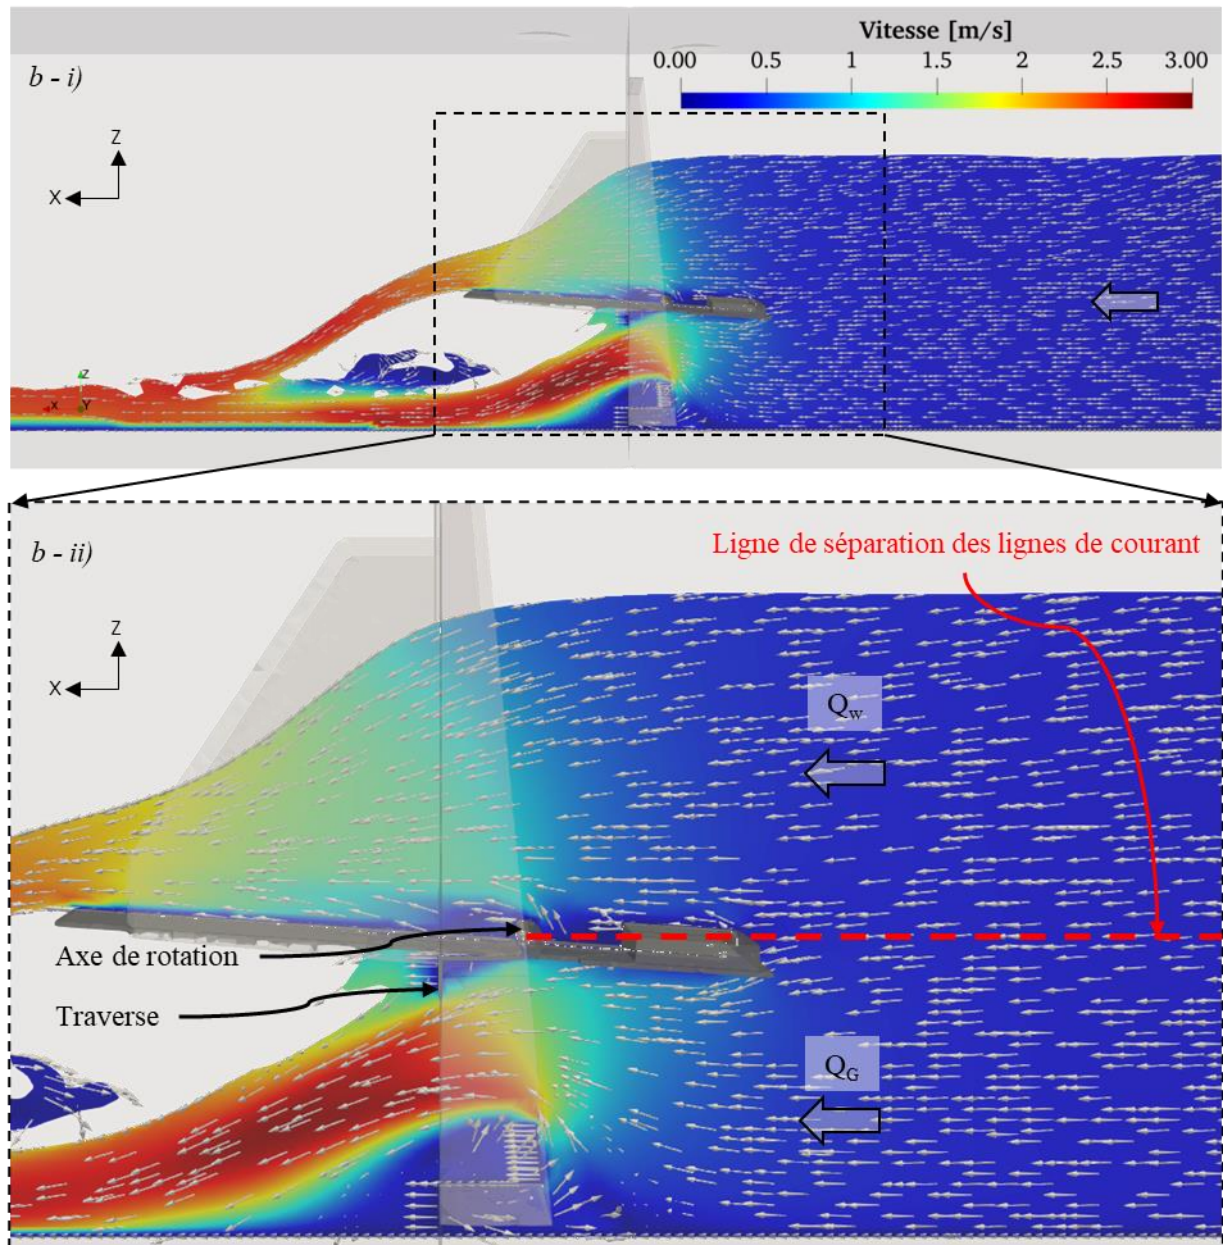 b - i)
Vitesse [m/s]
0.00 0.5 1 1.5 2 2.5 3.00
Z
X
Z
X
Y
b - ii)
Ligne de séparation des lignes de courant
Z
X
Qw
Axe de rotation
Traverse
QG